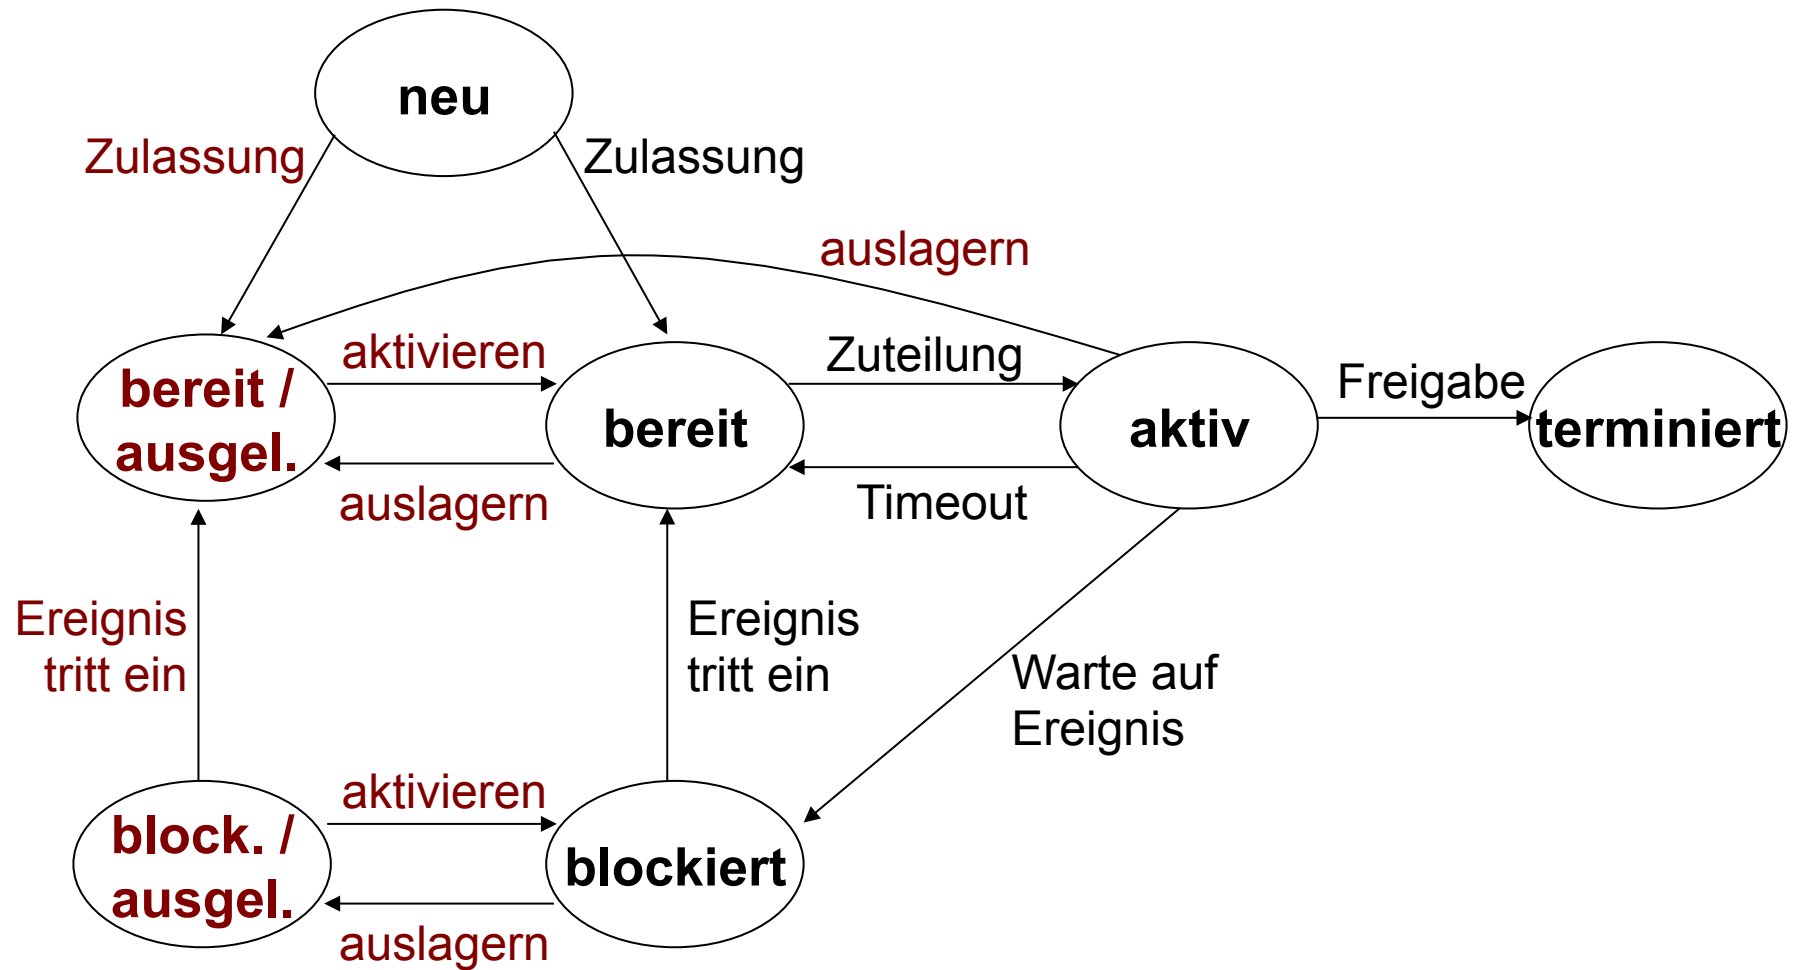 neu
Zulassung
Zulassung
auslagern
aktivieren
Zuteilung
Freigabe
bereit /
ausgel.
bereit
aktiv
terminiert
auslagern
Timeout
Ereignis
tritt ein
Ereignis
tritt ein
Warte auf
Ereignis
aktivieren
block. /
ausgel.
blockiert
auslagern